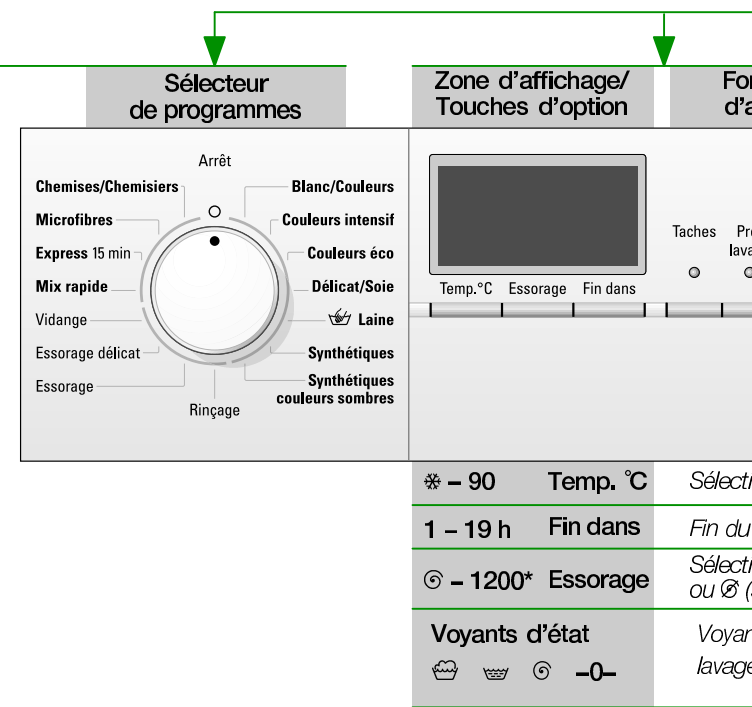 Sélecteur
de programmes
Zone d'affichage/
Touches d'option
Arrêt
Chemises/Chemisiers
Microfibres
Express 15 min
Mix rapide
Vidange
Essorage délicat
Essorage
Rinçage
Blanc/Couleurs
Couleurs intensif
Couleurs éco
Délicat/Soie
Laine
Synthétiques
Synthétiques
couleurs sombres
Temp.°C Essorage Fin dans
Taches
– 90 Temp. °C
1 – 19 h Fin dans
Fin du
– 1200* Essorage
ou
Voyants d'état
–0–